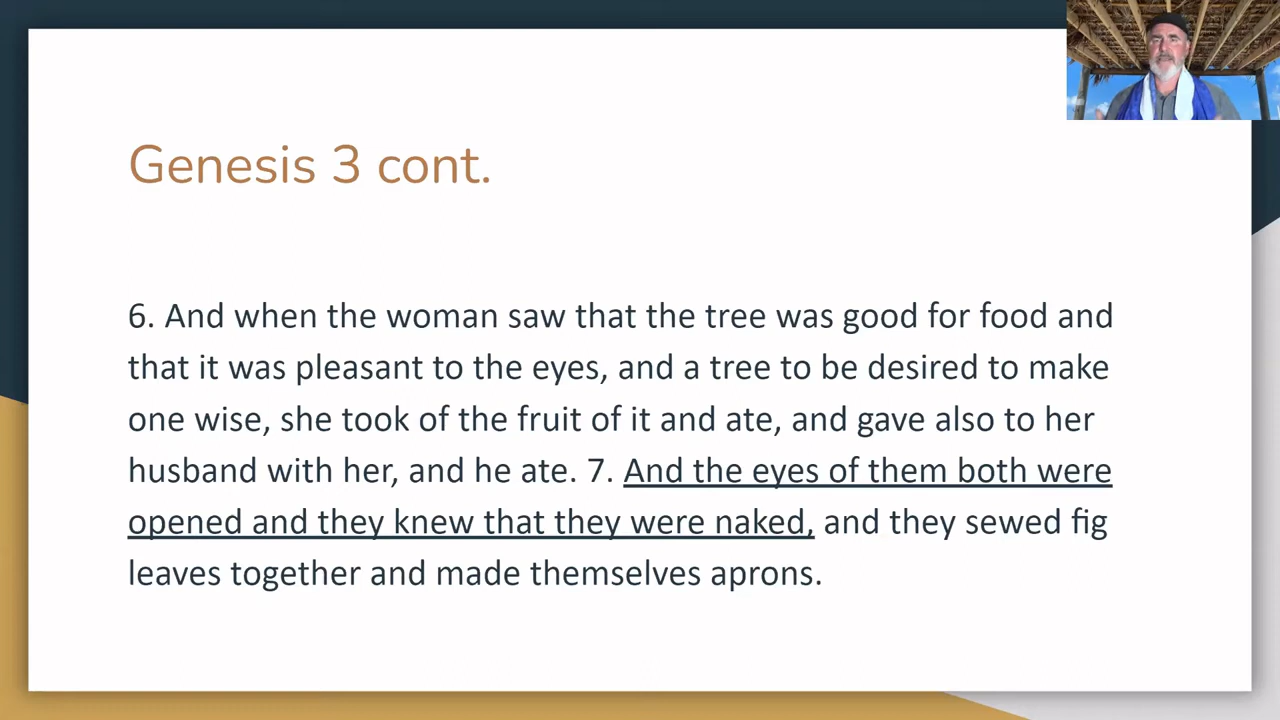 Genesis 3 cont.
6. And when the woman saw that the tree was good for food and
that it was pleasant to the eyes, and a tree to be desired to make
one wise, she took of the fruit of it and ate, and gave also to her
husband with her, and he ate. 7. And the eyes of them both were
opened and they knew that they were naked, and they sewed fig
leaves together and made themselves aprons.